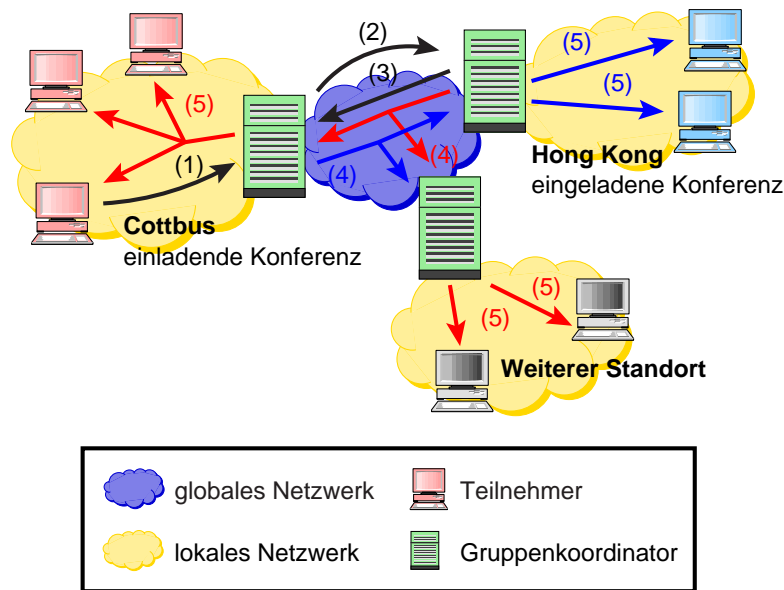 (2)
(5)
(3)
(5)
(5)
(1)
(4)
(4)
Hong Kong
eingeladene Konferenz
Cottbus
einladende Konferenz
(5)
(5)
Weiterer Standort
globales Netzwerk
Teilnehmer
lokales Netzwerk
Gruppenkoordinator